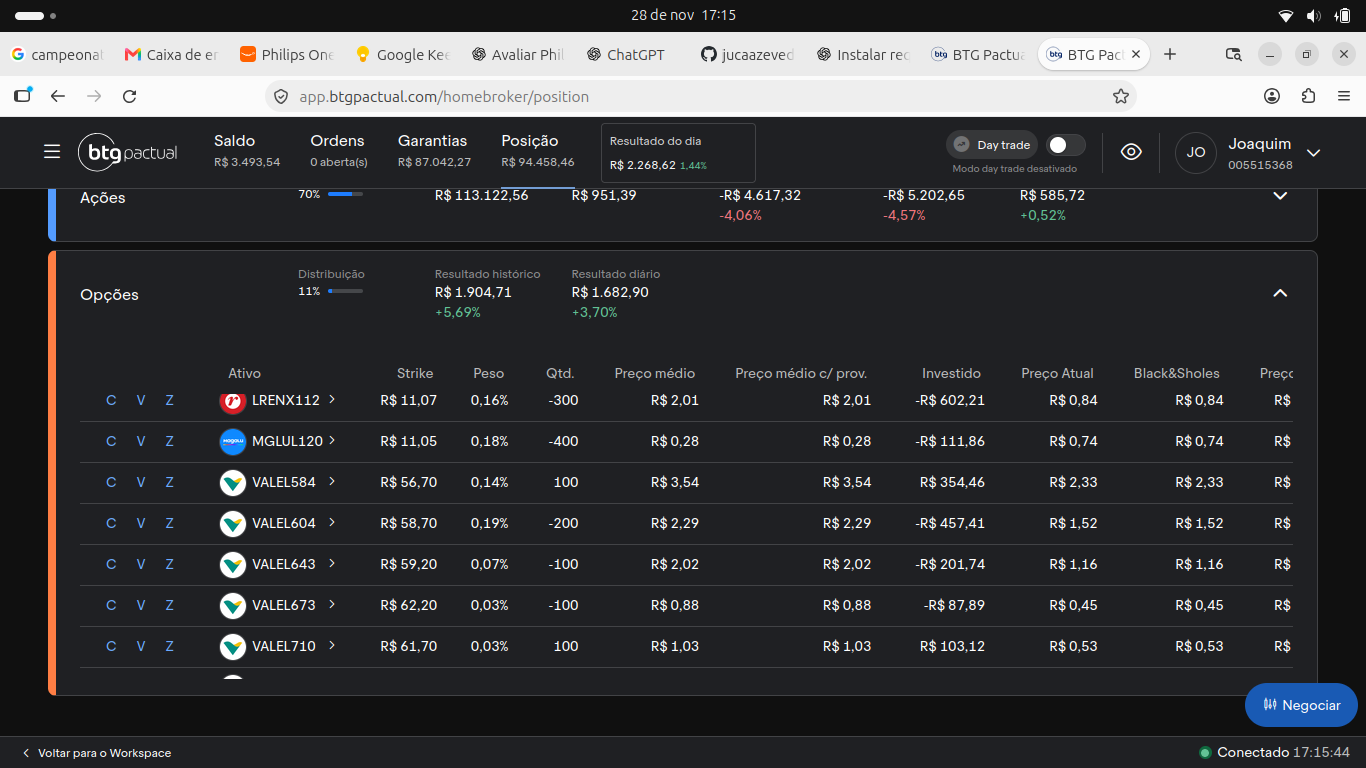 28 de nov 17:15
campeonat Caixa de er Philips One Google Kee Avaliar Phil ChatGPT jucaazeved Instalar rec BTG Pactua BTG Pact
app.btgpactual.com/homebroker/position
btgpactual
Saldo Ordens Garantias Posição Resultado do dia Day trade JO Joaquim
R$ 3.493,54 0 aberta(s) R$ 87.042,27 R$ 94.458,46 R$ 2.268,62 1,44% Modo day trade desativado 005515368
Ações 70% R$ 113.122,56 R$ 951,39 -R$ 4.617,32 -R$ 5.202,65 R$ 585,72
-4,06% -4,57% +0,52%
Distribuição Resultado histórico Resultado diário
Opções 11% R$ 1.904,71 R$ 1.682,90
+5,69% +3,70%
Ativo Strike Peso Qtd. Preço médio Preço médio c/ prov. Investido Preço Atual Black&Sholes Preço
C V Z LRENX112 R$ 11,07 0,16% -300 R$ 2,01 R$ 2,01 -R$ 602,21 R$ 0,84 R$ 0,84 R$
C V Z MGLUL120 R$ 11,05 0,18% -400 R$ 0,28 R$ 0,28 -R$ 111,86 R$ 0,74 R$ 0,74 R$
C V Z VALEL584 R$ 56,70 0,14% 100 R$ 3,54 R$ 3,54 R$ 354,46 R$ 2,33 R$ 2,33 R$
C V Z VALEL604 R$ 58,70 0,19% -200 R$ 2,29 R$ 2,29 -R$ 457,41 R$ 1,52 R$ 1,52 R$
C V Z VALEL643 R$ 59,20 0,07% -100 R$ 2,02 R$ 2,02 -R$ 201,74 R$ 1,16 R$ 1,16 R$
C V Z VALEL673 R$ 62,20 0,03% -100 R$ 0,88 R$ 0,88 -R$ 87,89 R$ 0,45 R$ 0,45 R$
C V Z VALEL710 R$ 61,70 0,03% 100 R$ 1,03 R$ 1,03 R$ 103,12 R$ 0,53 R$ 0,53 R$
Negociar
Voltar para o Workspace Conectado 17:15:44